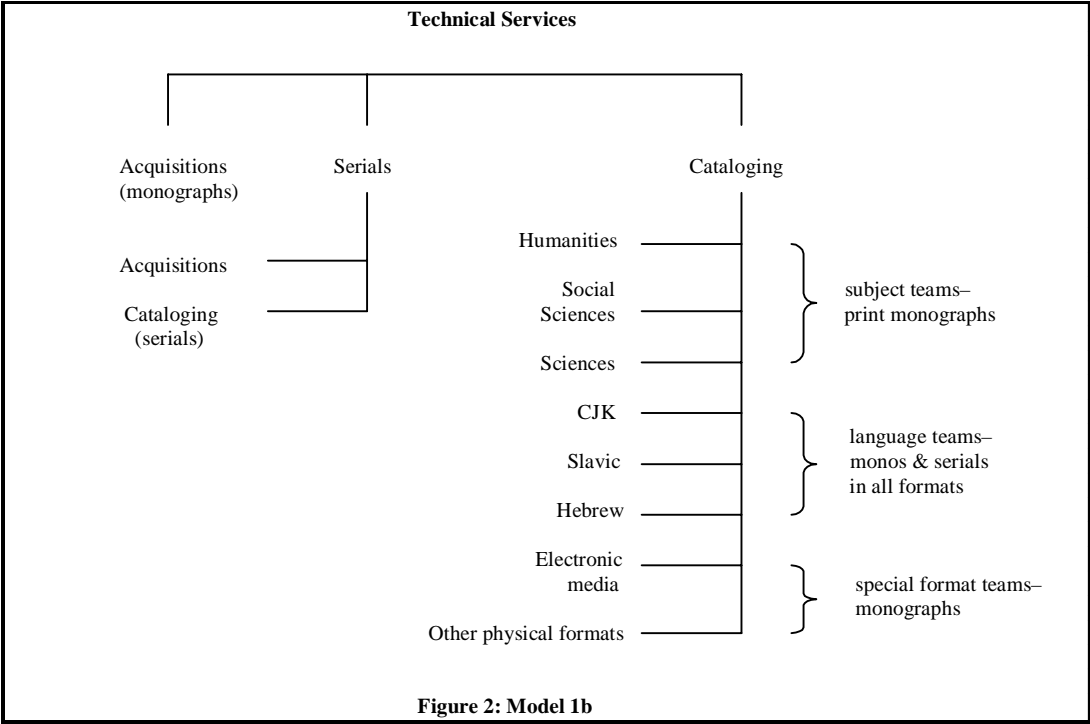 Technical Services
Acquisitions
(monographs)
Serials
Cataloging
Acquisitions
Cataloging
(serials)
Humanities
Social
Sciences
Sciences
CJK
Slavic
Hebrew
Electronic
media
Other physical formats
subject teams–
print monographs
language teams–
monos & serials
in all formats
special format teams–
monographs
Figure 2: Model 1b